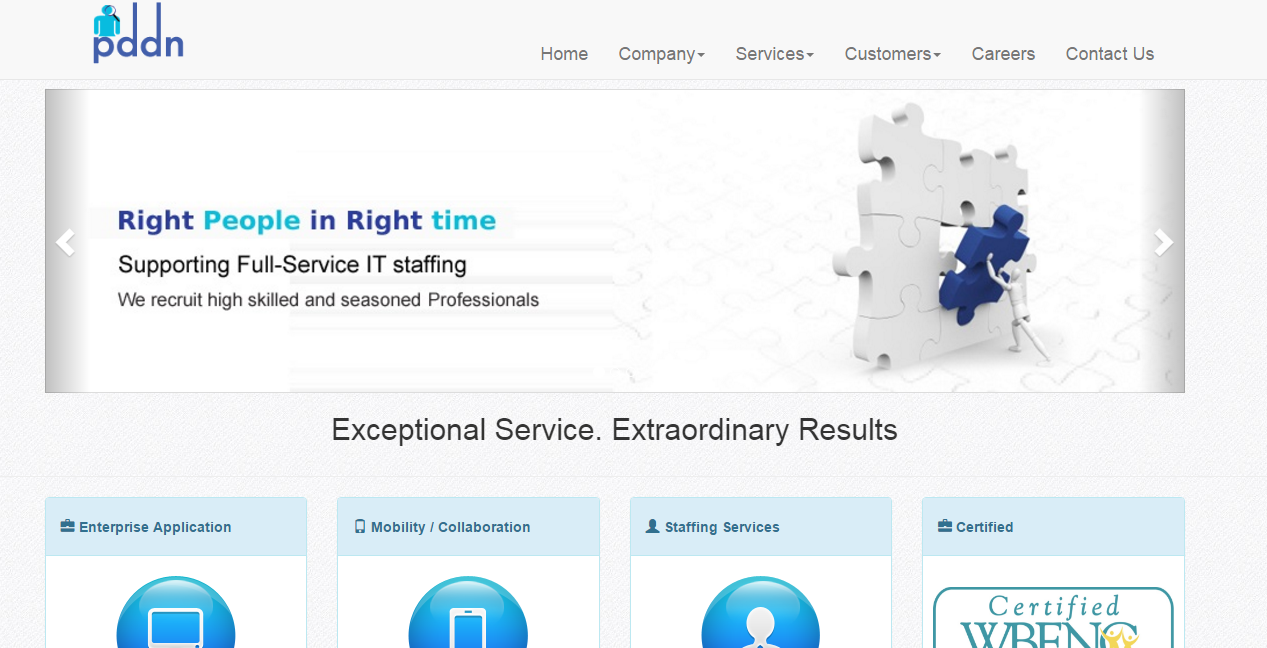 pddn
Home Company Services Customers Careers Contact Us
Right People in Right time
Supporting Full-Service IT staffing
We recruit high skilled and seasoned Professionals
Exceptional Service. Extraordinary Results
Enterprise Application
Mobility / Collaboration
Staffing Services
Certified
Certified
WBENC